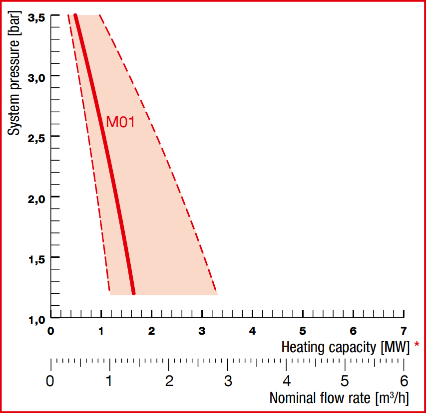 System pressure [bar]
3,5
3,0
2,5
2,0
1,5
1,0
M01
0 1 2 3 4 5 6 7
Heating capacity [MW] *
0 1 2 3 4 5 6
Nominal flow rate [m³/h]